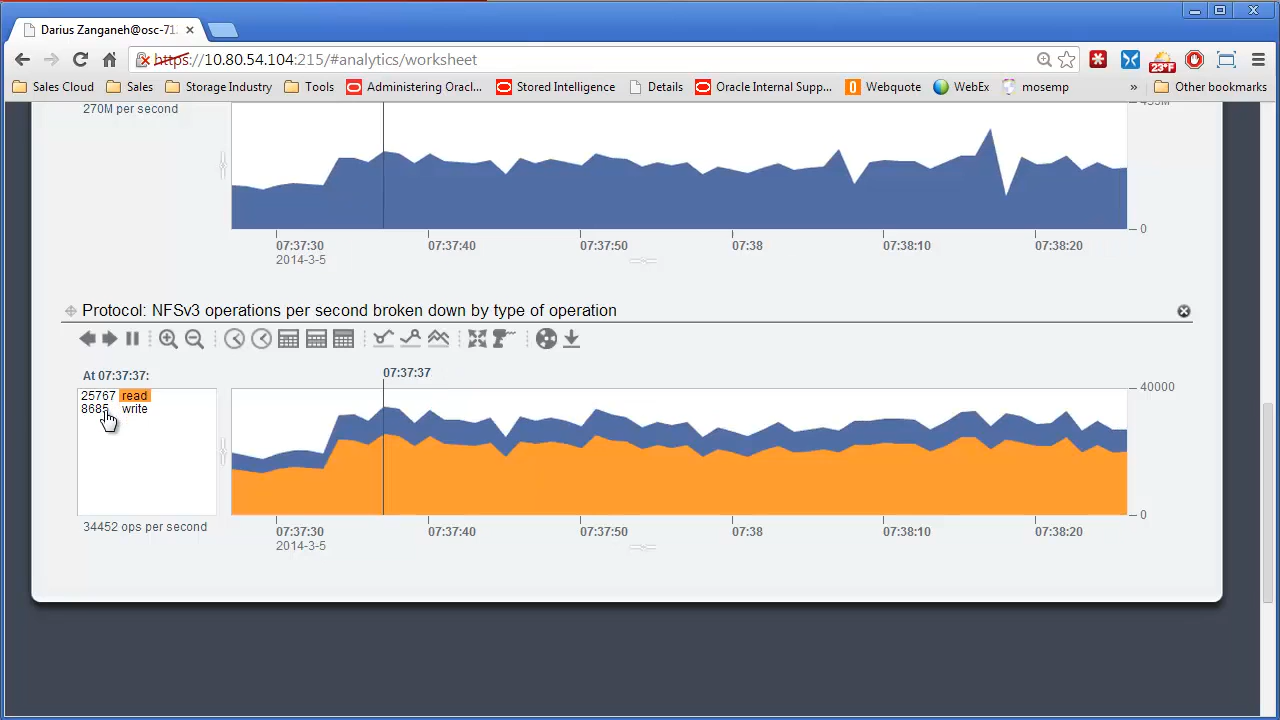 Darius Zanganeh@osc-71
https://10.80.54.104:215/#analytics/worksheet
23°F
Sales Cloud Sales Storage Industry Tools Administering Oracl... Stored Intelligence Details Oracle Internal Supp... Webquote WebEx mosemp » Other bookmarks
270M per second
0
07:37:30 07:37:40 07:37:50 07:38 07:38:10 07:38:20
2014-3-5
Protocol: NFSv3 operations per second broken down by type of operation
At 07:37:37:
07:37:37
25767 read
8685 write
40000
0
34452 ops per second
07:37:30 07:37:40 07:37:50 07:38 07:38:10 07:38:20
2014-3-5